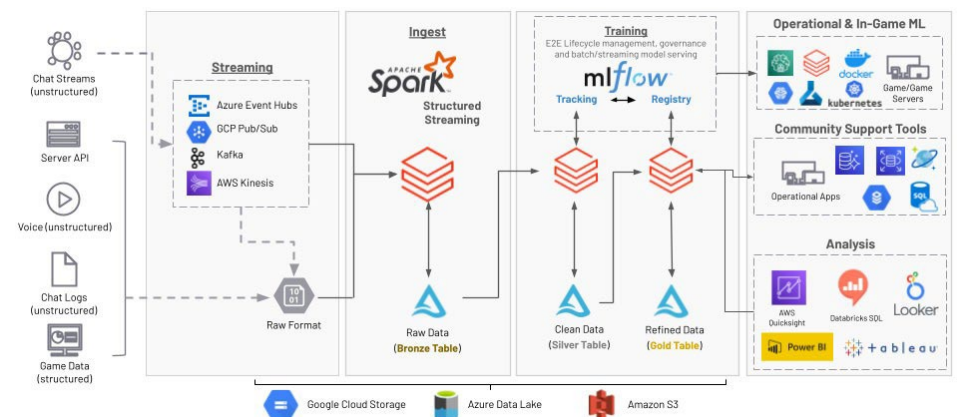 Chat Streams
(unstructured)
Server API
Voice (unstructured)
Chat Logs
(unstructured)
Game Data
(structured)
Streaming
Azure Event Hubs
GCP Pub/Sub
Kafka
AWS Kinesis
10
01
Raw Format
Ingest
APACHE
Spark
Structured
Streaming
Raw Data
(Bronze Table)
Training
E2E Lifecycle management, governance
and batch/streaming model serving
mlflow
Tracking
Registry
Clean Data
(Silver Table)
Refined Data
(Gold Table)
Operational & In-Game ML
docker
kubernetes
Game/Game
Servers
Community Support Tools
Operational Apps
SQL
Analysis
AWS
Quicksight
Databricks SQL
Looker
Power BI
+ a b l e a u
Google Cloud Storage
Azure Data Lake
Amazon S3